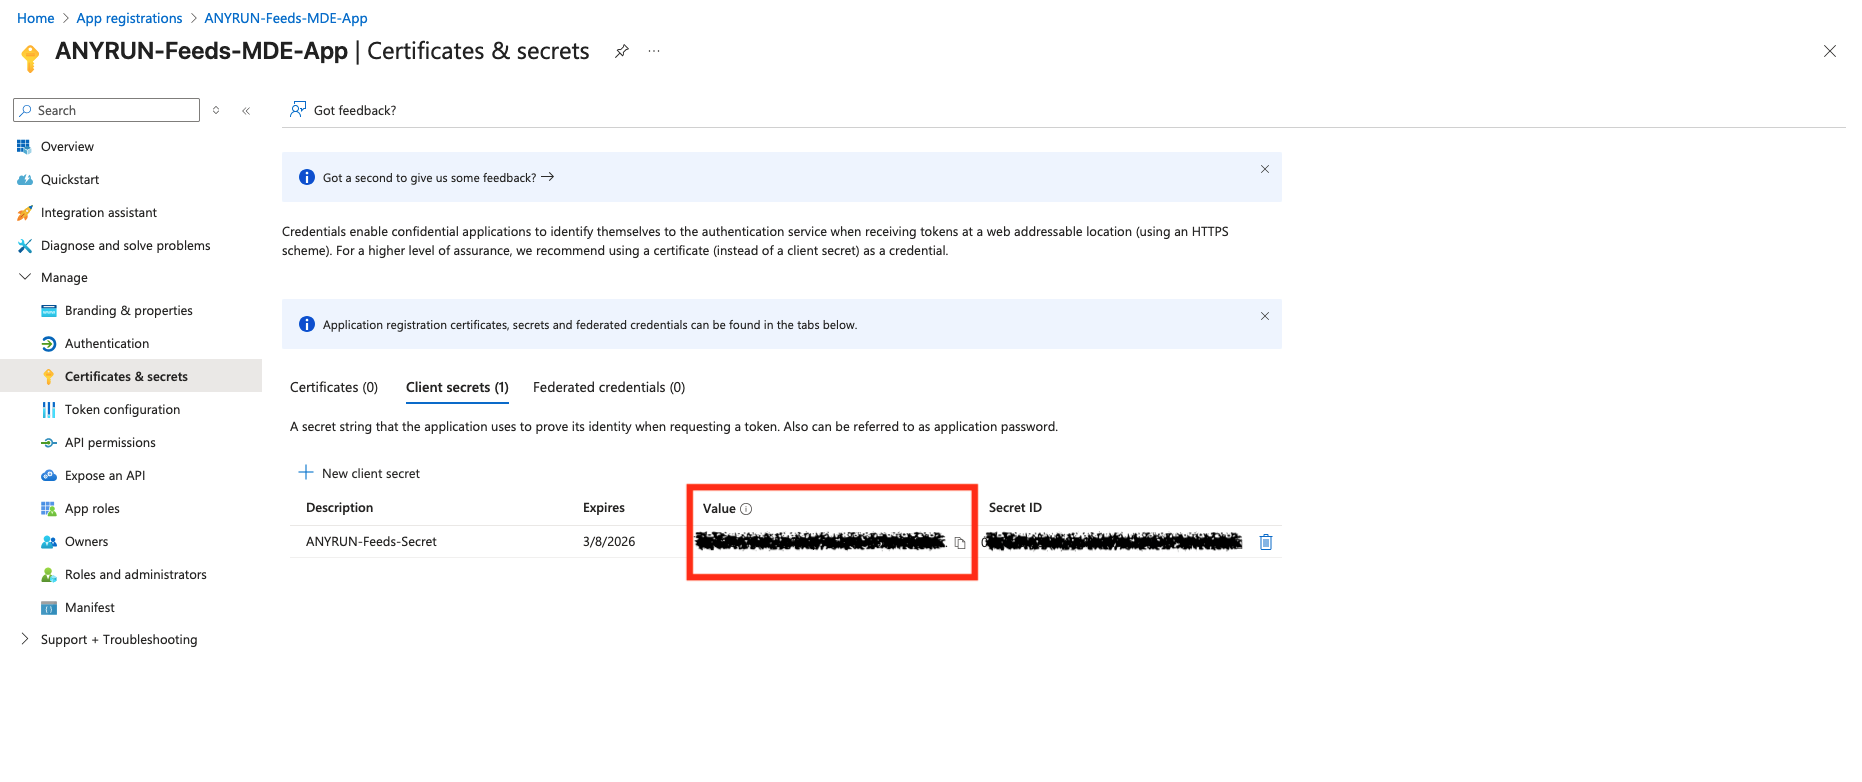 Home > App registrations > ANYRUN-Feeds-MDE-App
ANYRUN-Feeds-MDE-App | Certificates & secrets
Search
Got feedback?
Overview
Quickstart
Integration assistant
Diagnose and solve problems
Manage
Branding & properties
Authentication
Certificates & secrets
Token configuration
API permissions
Expose an API
App roles
Owners
Roles and administrators
Manifest
Support + Troubleshooting
Got a second to give us some feedback?
Credentials enable confidential applications to identify themselves to the authentication service when receiving tokens at a web addressable location (using an HTTPS
scheme). For a higher level of assurance, we recommend using a certificate (instead of a client secret) as a credential.
Application registration certificates, secrets and federated credentials can be found in the tabs below.
Certificates (0) Client secrets (1) Federated credentials (0)
A secret string that the application uses to prove its identity when requesting a token. Also can be referred to as application password.
New client secret
Description Expires Value Secret ID
ANYRUN-Feeds-Secret 3/8/2026